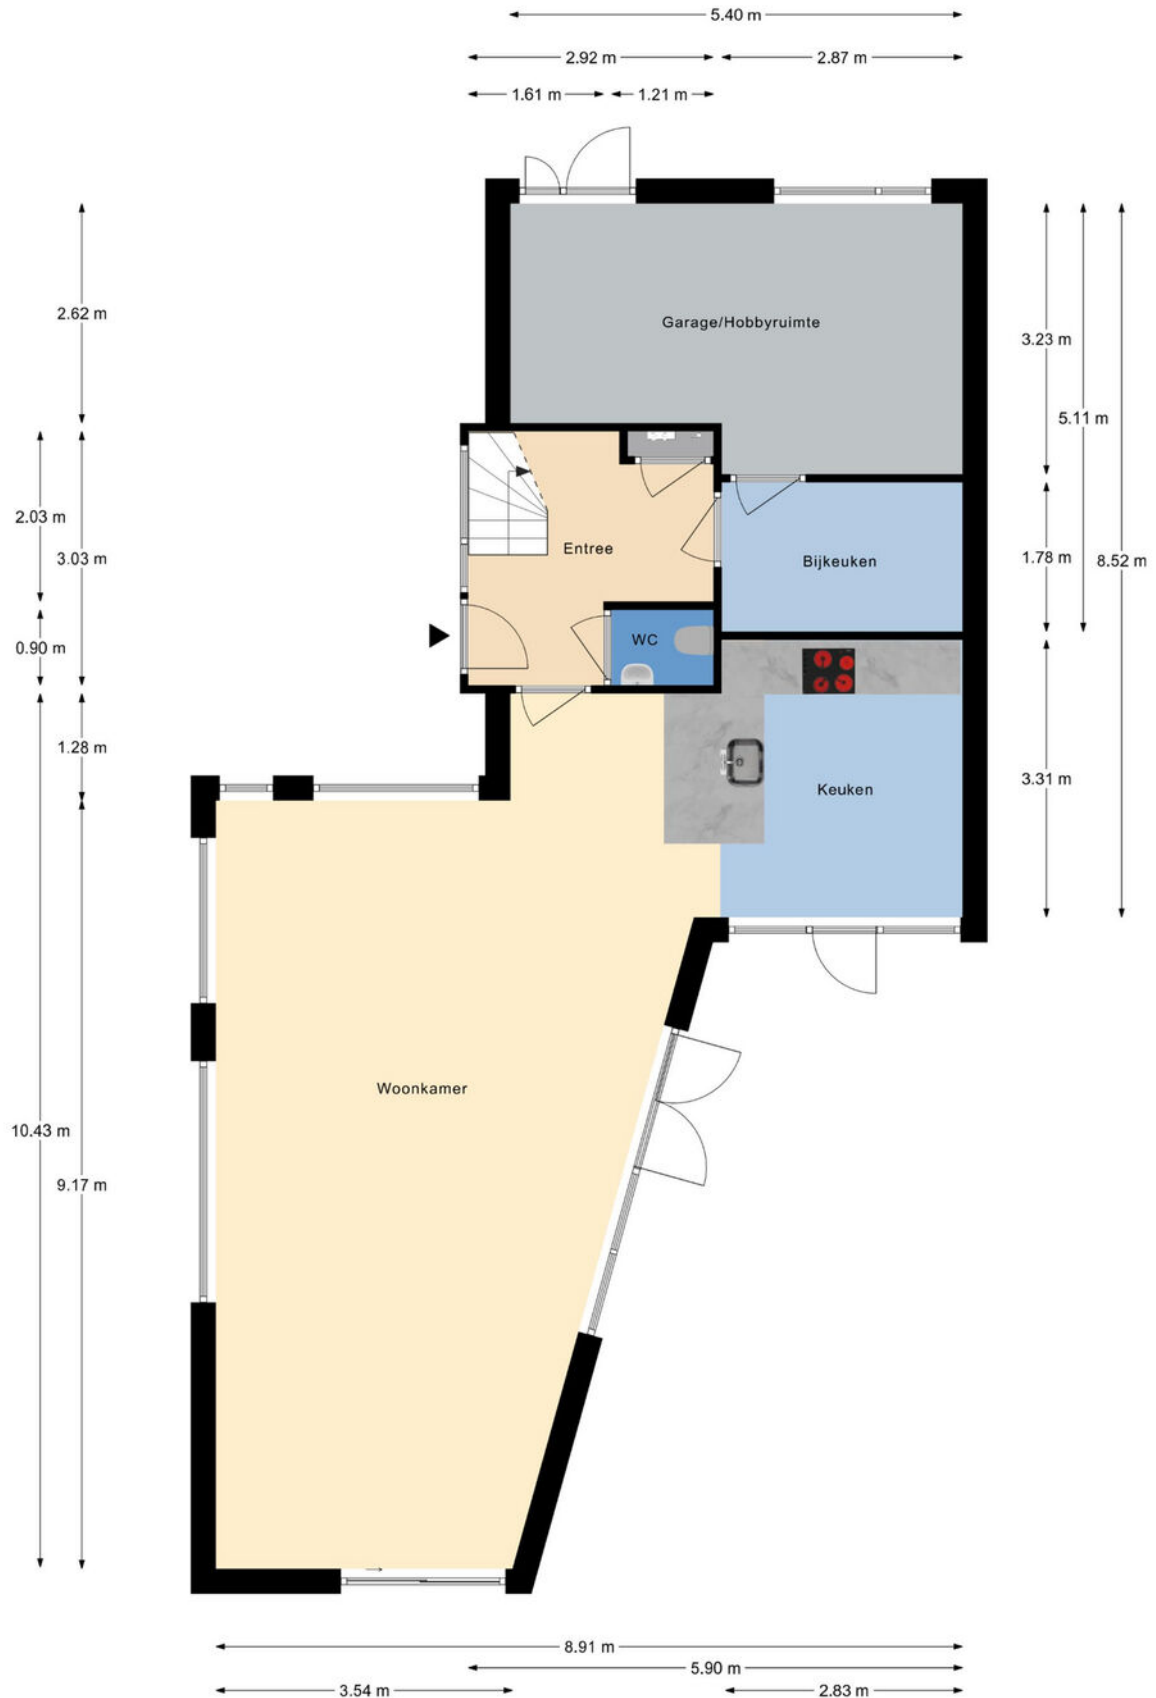 5.40 m
2.92 m
2.87 m
1.61 m
1.21 m
2.62 m
Garage/Hobbyruimte
3.23 m
5.11 m
2.03 m
3.03 m
Entree
Bijkeuken
1.78 m
8.52 m
0.90 m
WC
1.28 m
3.31 m
Keuken
Woonkamer
10.43 m
9.17 m
8.91 m
5.90 m
3.54 m
2.83 m